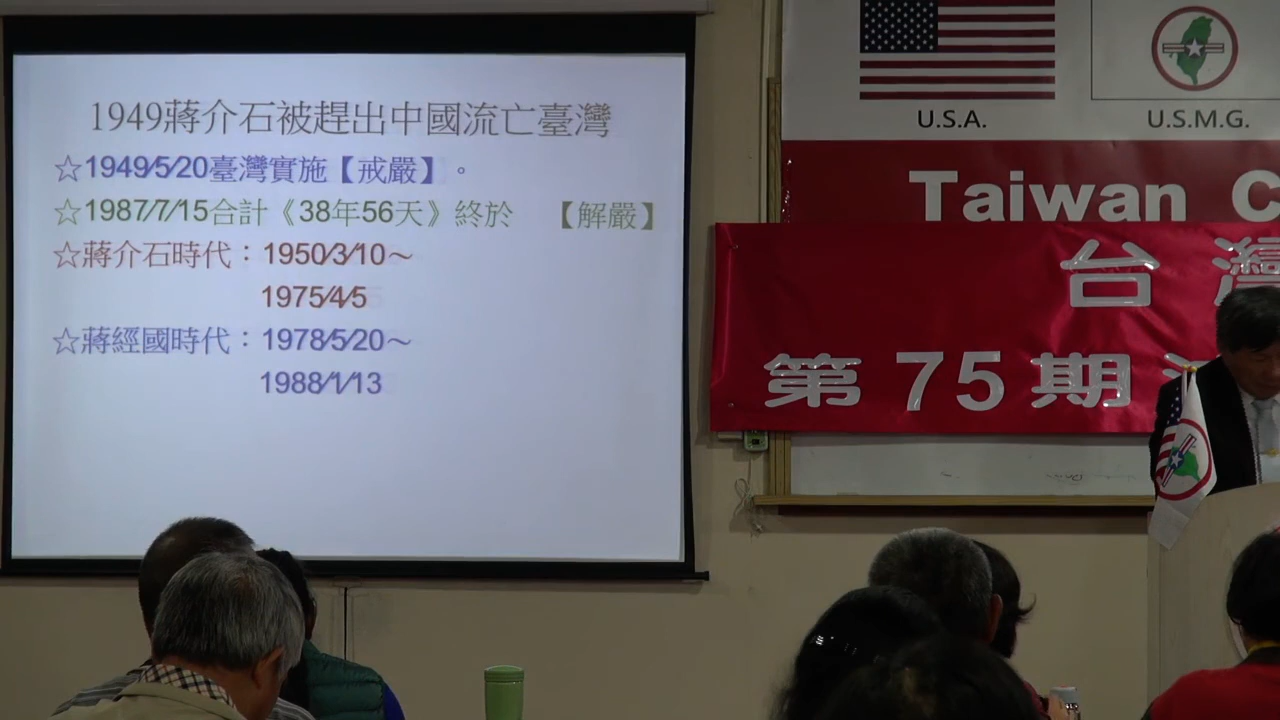 1949蔣介石被趕出中國流亡臺灣
☆1949/5/20臺灣實施【戒嚴】。
☆1987/7/15合計《38年56天》終於 【解嚴】
☆蔣介石時代：1950/3/10～
1975/4/5
☆蔣經國時代：1978/5/20～
1988/1/13
U.S.A.
U.S.M.G.
Taiwan C
台灣
第75期